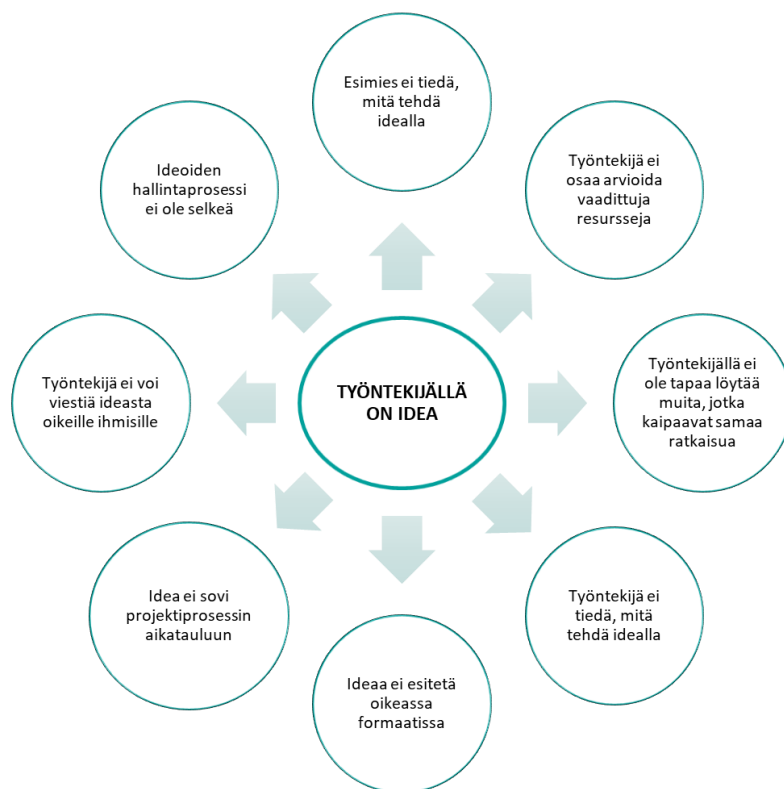 Esimies ei tiedä,
mitä tehdä
idealla
Ideoiden
hallintaprosessi
ei ole selkeä
Työntekijä ei
osaa arvioida
vaadittuja
resursseja
Työntekijä ei voi
viestiä ideasta
oikeille ihmisille
TYÖNTEKIJÄLLÄ
ON IDEA
Työntekijällä ei
ole tapaa löytää
muita, jotka
kaipaavat samaa
ratkaisua
Idea ei sovi
projektiprosessin
aikatauluun
Työntekijä ei
tiedä, mitä
tehdä idealla
Ideaa ei esitetä
oikeassa
formaatissa